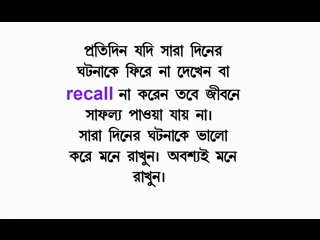 প্রতিদিন যদি সারা দিনের
ঘটনাকে ফিরে না দেখেন বা
recall না করেন তবে জীবনে
সাফল্য পাওয়া যায় না।
সারা দিনের ঘটনাকে ভালো
করে মনে রাখুন। অবশ্যই মনে
রাখুন।